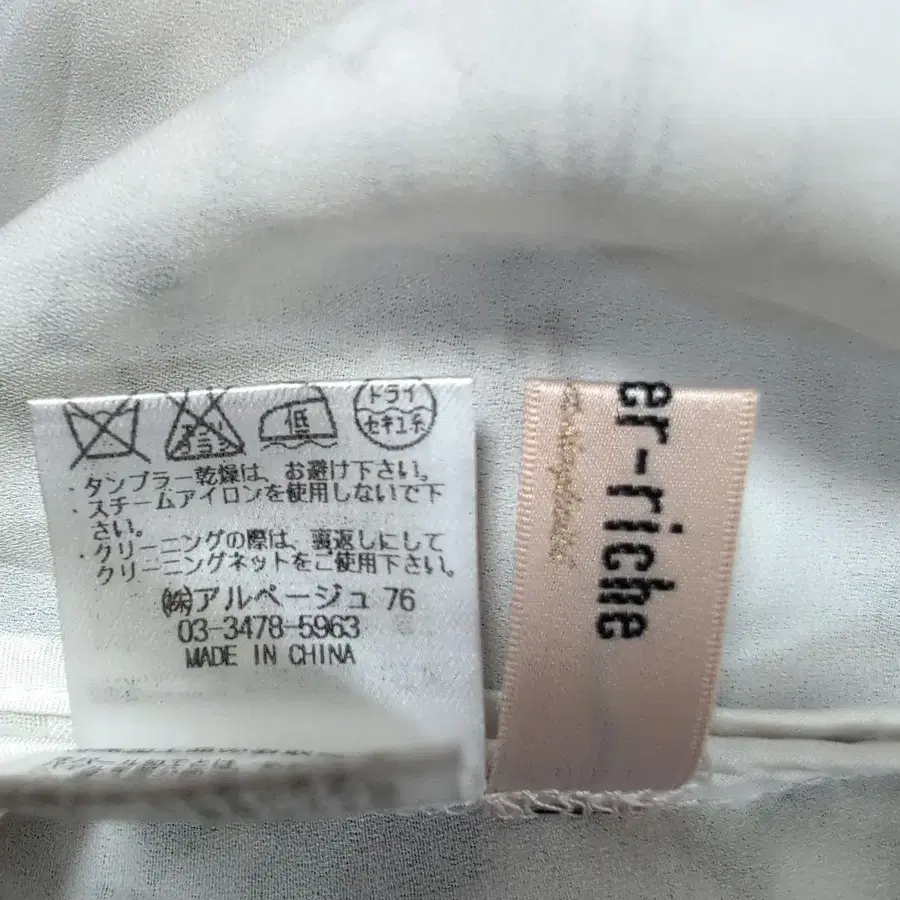 エンソ
低
ドライ
セキユ系
・タンブラー乾燥は、お避け下さい。
・スチームアイロンを使用しないで下
さい。
・クリーニングの際は、裏返しにして
クリーニングネットをご使用下さい。
㈱アルページュ 76
03-3478-5963
MADE IN CHINA
er-riche